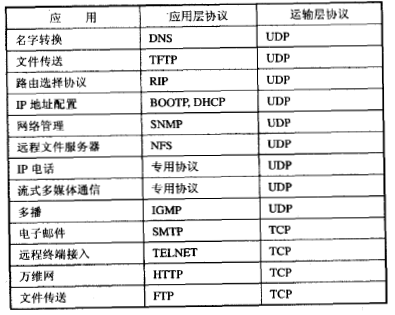 应 用 应用层协议 运输层协议
名字转换 DNS UDP
文件传送 TFTP UDP
路由选择协议 RIP UDP
IP 地址配置 BOOTP, DHCP UDP
网络管理 SNMP UDP
远程文件服务器 NFS UDP
IP 电话 专用协议 UDP
流式多媒体通信 专用协议 UDP
多播 IGMP UDP
电子邮件 SMTP TCP
远程终端接入 TELNET TCP
万维网 HTTP TCP
文件传送 FTP TCP